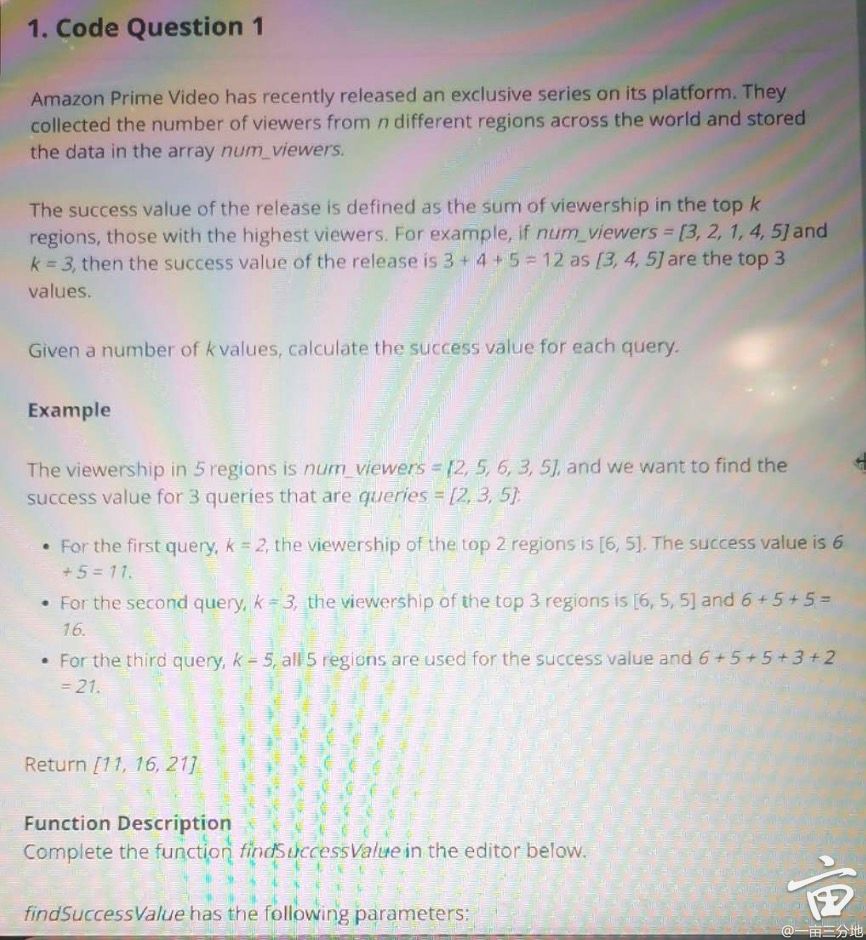 1. Code Question 1
Amazon Prime Video has recently released an exclusive series on its platform. They
collected the number of viewers from n different regions across the world and stored
the data in the array num_viewers.
The success value of the release is defined as the sum of viewership in the top k
regions, those with the highest viewers. For example, if num_viewers = [3, 2, 1, 4, 5] and
k = 3, then the success value of the release is 3 + 4 + 5 = 12 as [3, 4, 5] are the top 3
values.
Given a number of k values, calculate the success value for each query.
Example
The viewership in 5 regions is num_viewers = [2, 5, 6, 3, 5], and we want to find the
success value for 3 queries that are queries = [2, 3, 5]:
• For the first query, k = 2, the viewership of the top 2 regions is [6, 5]. The success value is 6
+ 5 = 11.
• For the second query, k = 3, the viewership of the top 3 regions is [6, 5, 5] and 6 + 5 + 5 =
16.
• For the third query, k = 5, all 5 regions are used for the success value and 6 + 5 + 5 + 3 + 2
= 21.
Return [11, 16, 21]
Function Description
Complete the function findSuccessValue in the editor below.
findSuccessValue has the following parameters:
亩
@一亩三分地